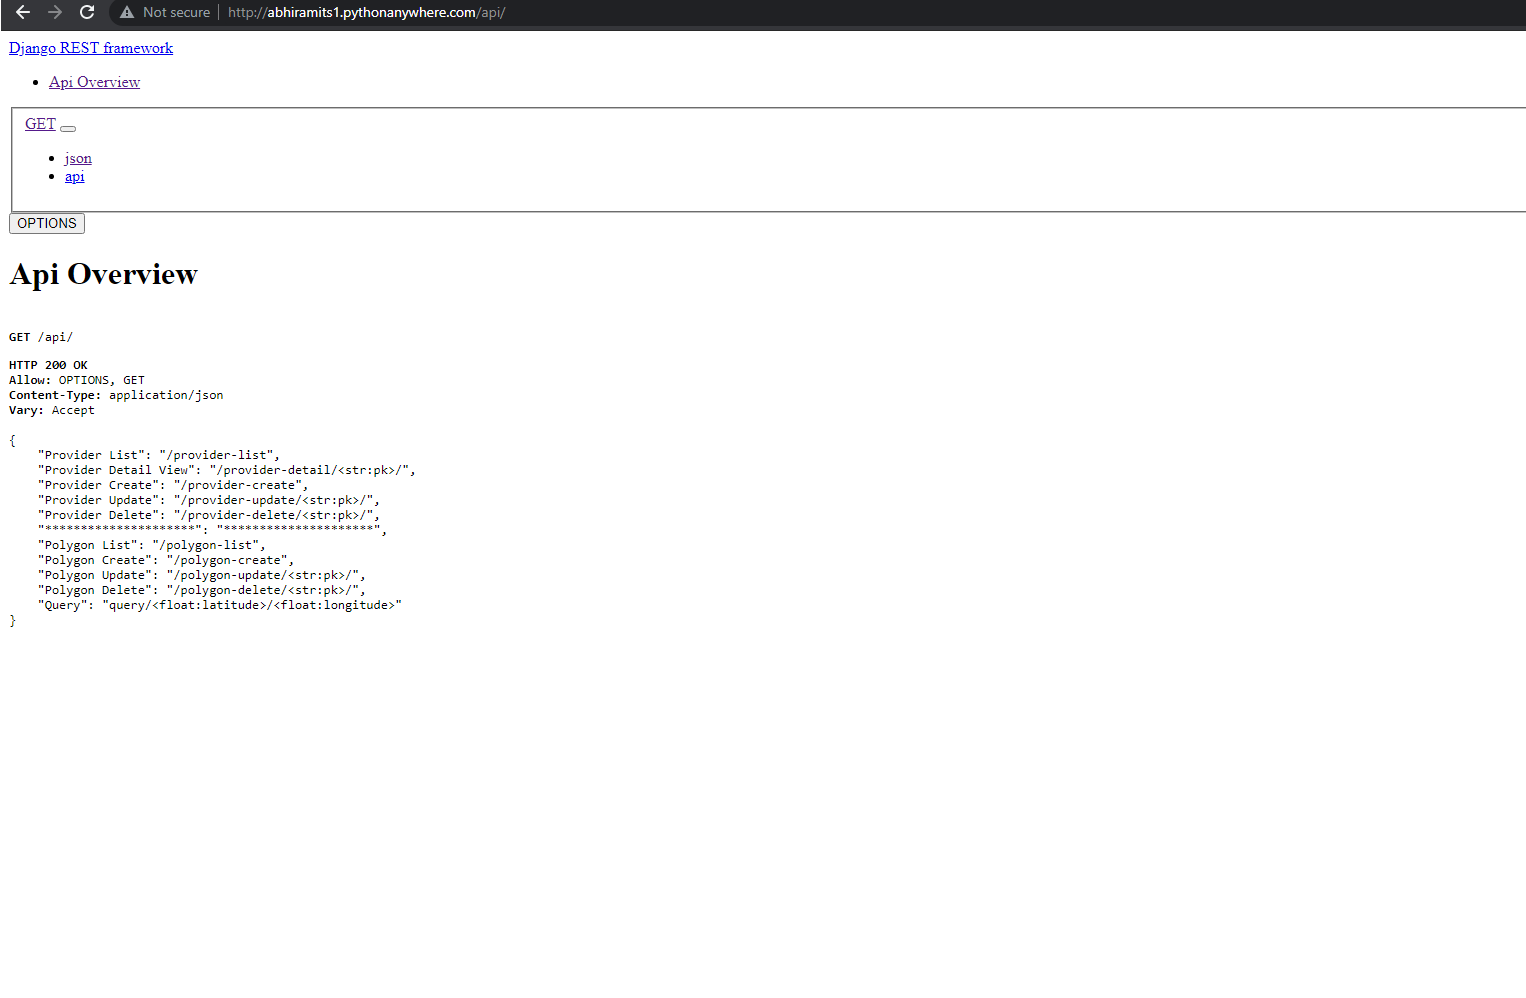 Not secure | http://abhiramits1.pythonanywhere.com/api/
Django REST framework
Api Overview
GET
json
api
OPTIONS
Api Overview
GET /api/
HTTP 200 OK
Allow: OPTIONS, GET
Content-Type: application/json
Vary: Accept
{
    "Provider List": "/provider-list",
    "Provider Detail View": "/provider-detail/<str:pk>/",
    "Provider Create": "/provider-create",
    "Provider Update": "/provider-update/<str:pk>/",
    "Provider Delete": "/provider-delete/<str:pk>/",
    "*********************": "*********************",
    "Polygon List": "/polygon-list",
    "Polygon Create": "/polygon-create",
    "Polygon Update": "/polygon-update/<str:pk>/",
    "Polygon Delete": "/polygon-delete/<str:pk>/",
    "Query": "query/<float:latitude>/<float:longitude>"
}